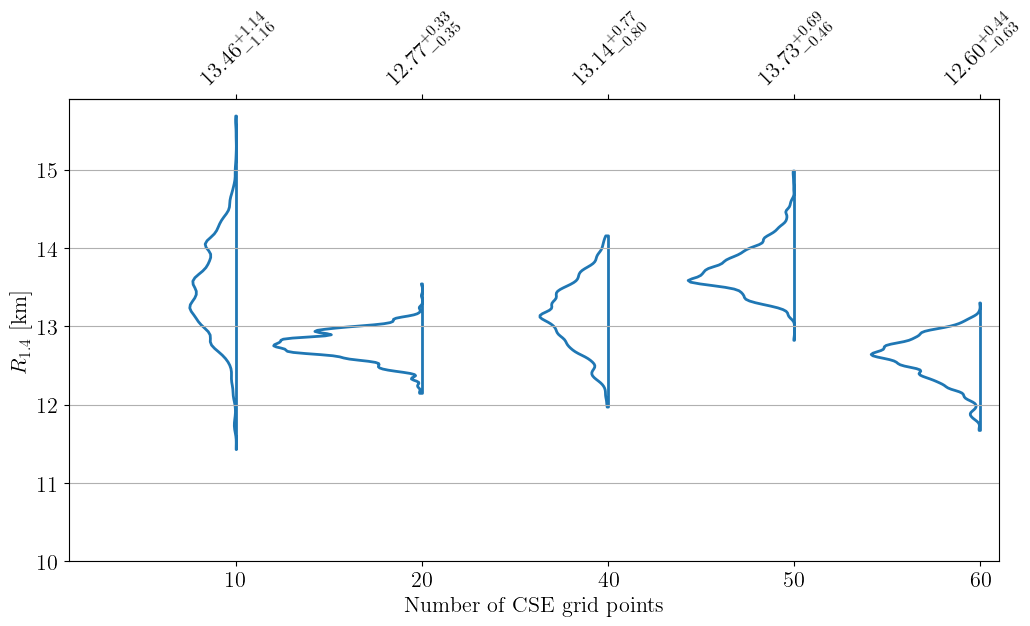 13.46^{+1.14}_{-1.16} 12.77^{+0.33}_{-0.35} 13.14^{+0.77}_{-0.80} 13.73^{+0.69}_{-0.46} 12.60^{+0.44}_{-0.63}
15
14
13
12
11
10
R_{1.4} [km]
10 20 40 50 60
Number of CSE grid points